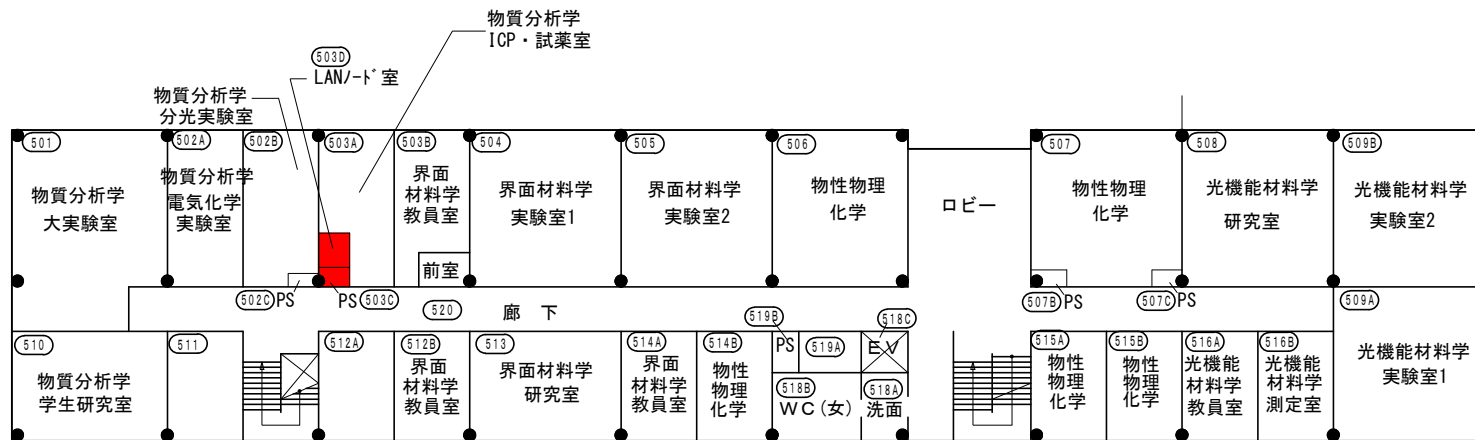 物質分析学
ICP・試薬室
503D
LANﾉｰﾄﾞ室
物質分析学
分光実験室
501
物質分析学
大実験室
502A
物質分析学
電気化学
実験室
502B
503A
503B
界面
材料学
教員室
前室
504
界面材料学
実験室1
505
界面材料学
実験室2
506
物性物理
化学
ロビー
507
物性物理
化学
508
光機能材料学
研究室
509B
光機能材料学
実験室2
502C
PS
PS
503C
520
廊 下
519B
518C
507B
PS
507C
PS
509A
光機能材料学
実験室1
510
物質分析学
学生研究室
511
512A
512B
界面
材料学
教員室
513
界面材料学
研究室
514A
界面
材料学
教員室
514B
物性
物理
化学
PS
519A
EV
518B
WC(女)
518A
洗面
515A
物性
物理
化学
515B
物性
物理
化学
516A
光機能
材料学
教員室
516B
光機能
材料学
測定室